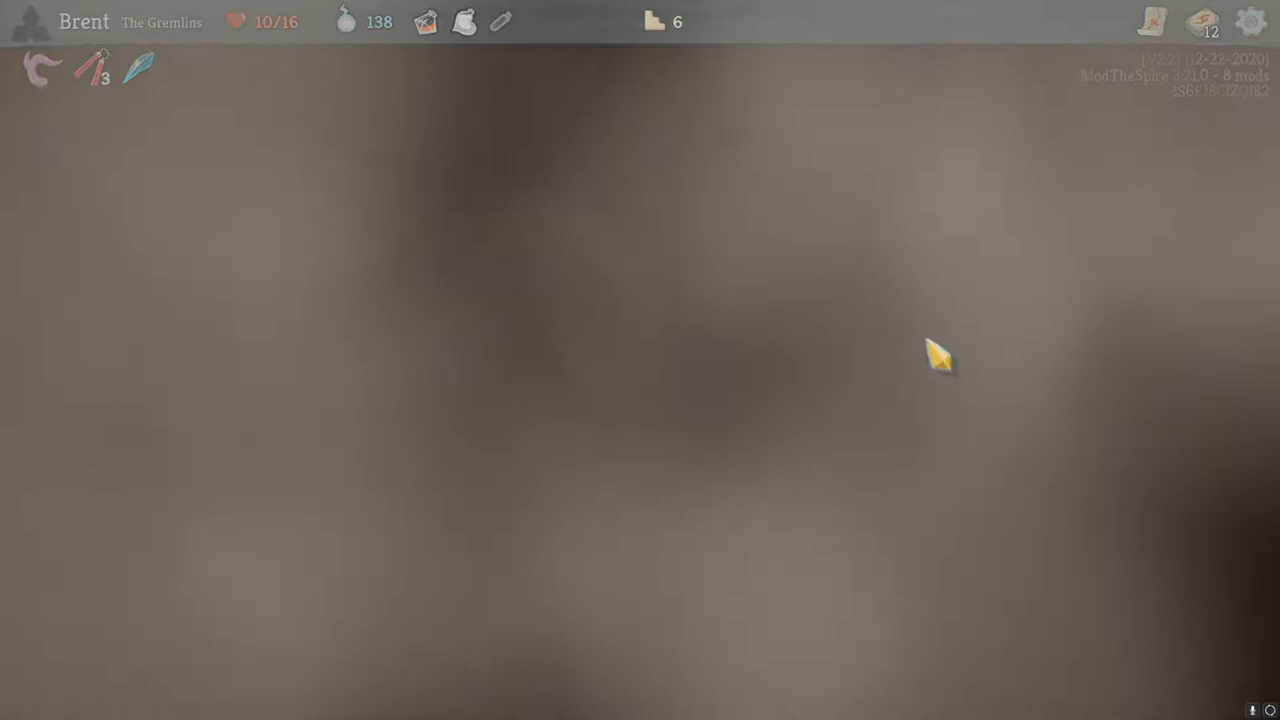 Brent The Gremlins 10/16 138 6 12
3
[V2.2] (12-22-2020)
ModTheSpire 3.21.0 - 8 mods